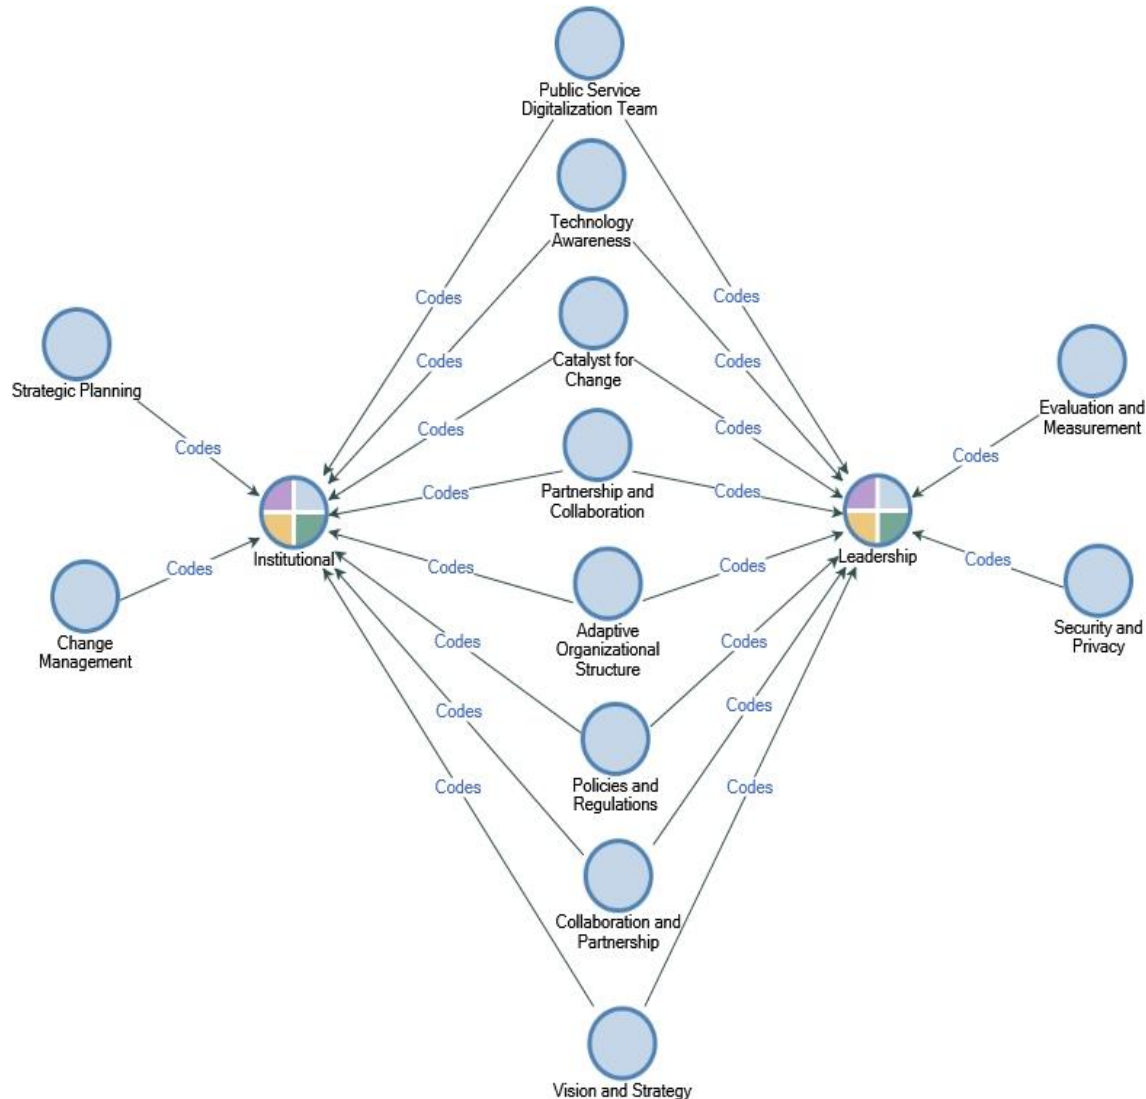 Public Service
Digitalization Team
Technology
Awareness
Codes
Codes
Catalyst for
Change
Codes
Codes
Strategic Planning
Codes
Codes
Codes
Evaluation and
Measurement
Codes
Codes
Partnership and
Collaboration
Codes
Codes
Institutional
Leadership
Codes
Codes
Codes
Codes
Change
Management
Adaptive
Organizational
Structure
Security and
Privacy
Codes
Codes
Codes
Codes
Policies and
Regulations
Codes
Codes
Collaboration and
Partnership
Vision and Strategy